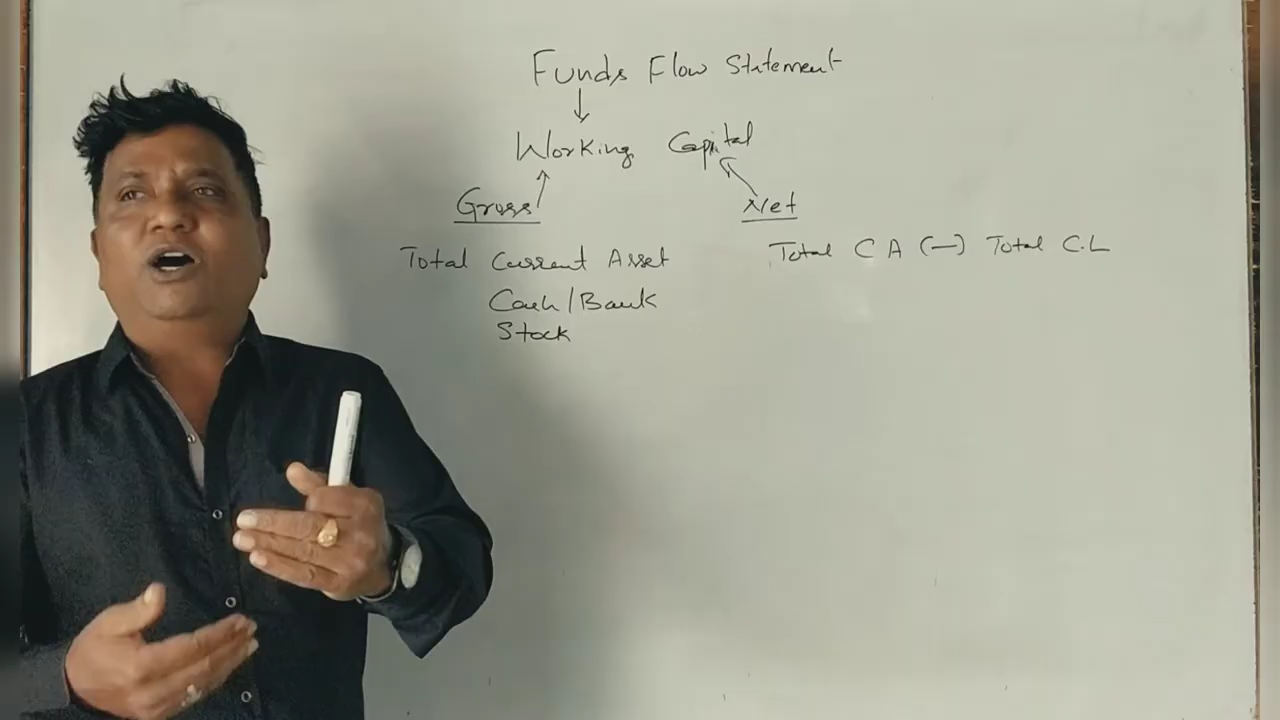 Funds Flow Statement
Working Capital
Gross Net
Total Current Asset Total C A (—) Total C.L
Cash/Bank
Stock